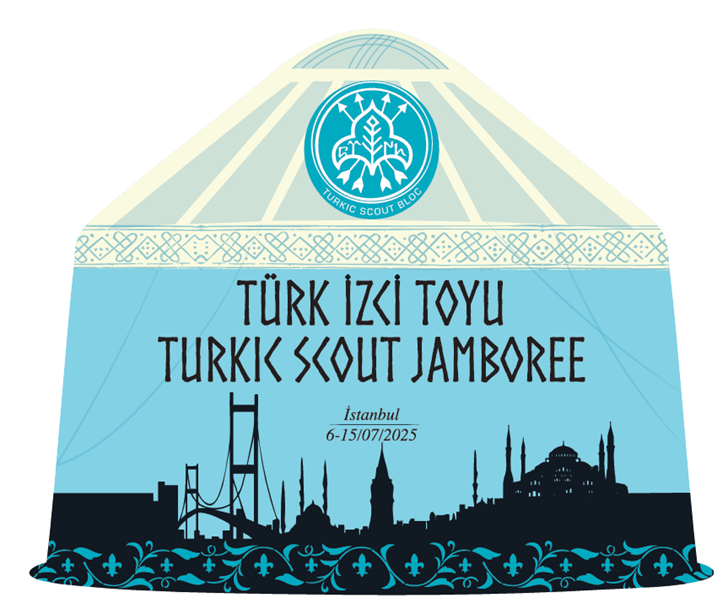 TURKIC SCOUT BLOC
TÜRK İZCİ TOYU
TURKIC SCOUT JAMBOREE
İstanbul
6-15/07/2025